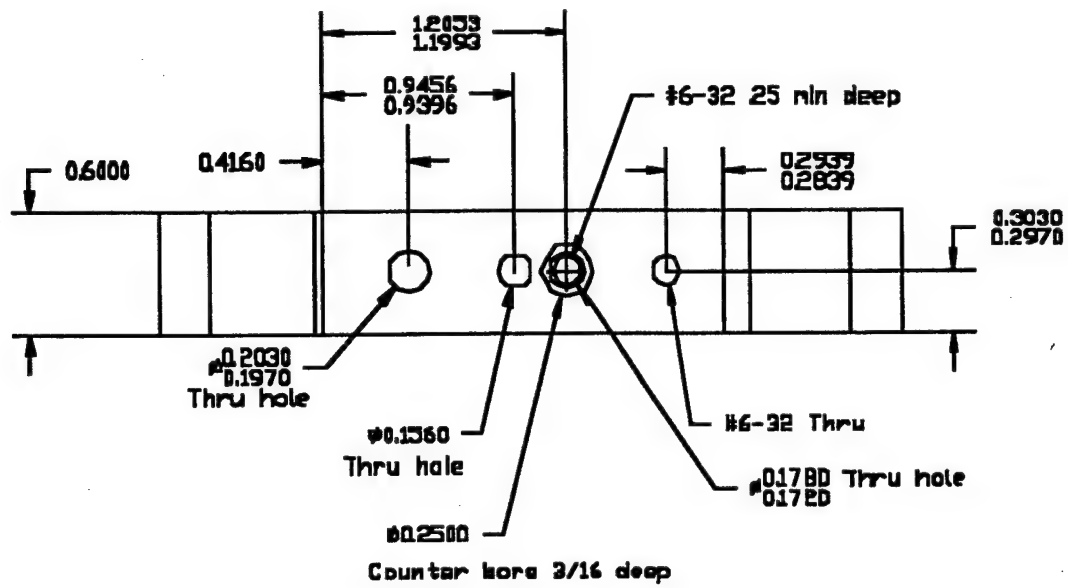 1.2053
1.1993
0.9456
0.9396
#6-32 25 min deep
0.6000
0.4160
0.2939
0.2839
0.3030
0.2970
ø0.2030
0.1970
Thru hole
ø0.1560
Thru hole
#6-32 Thru
ø0.1780 Thru hole
0.1720
ø0.2500
Counter bore 3/16 deep